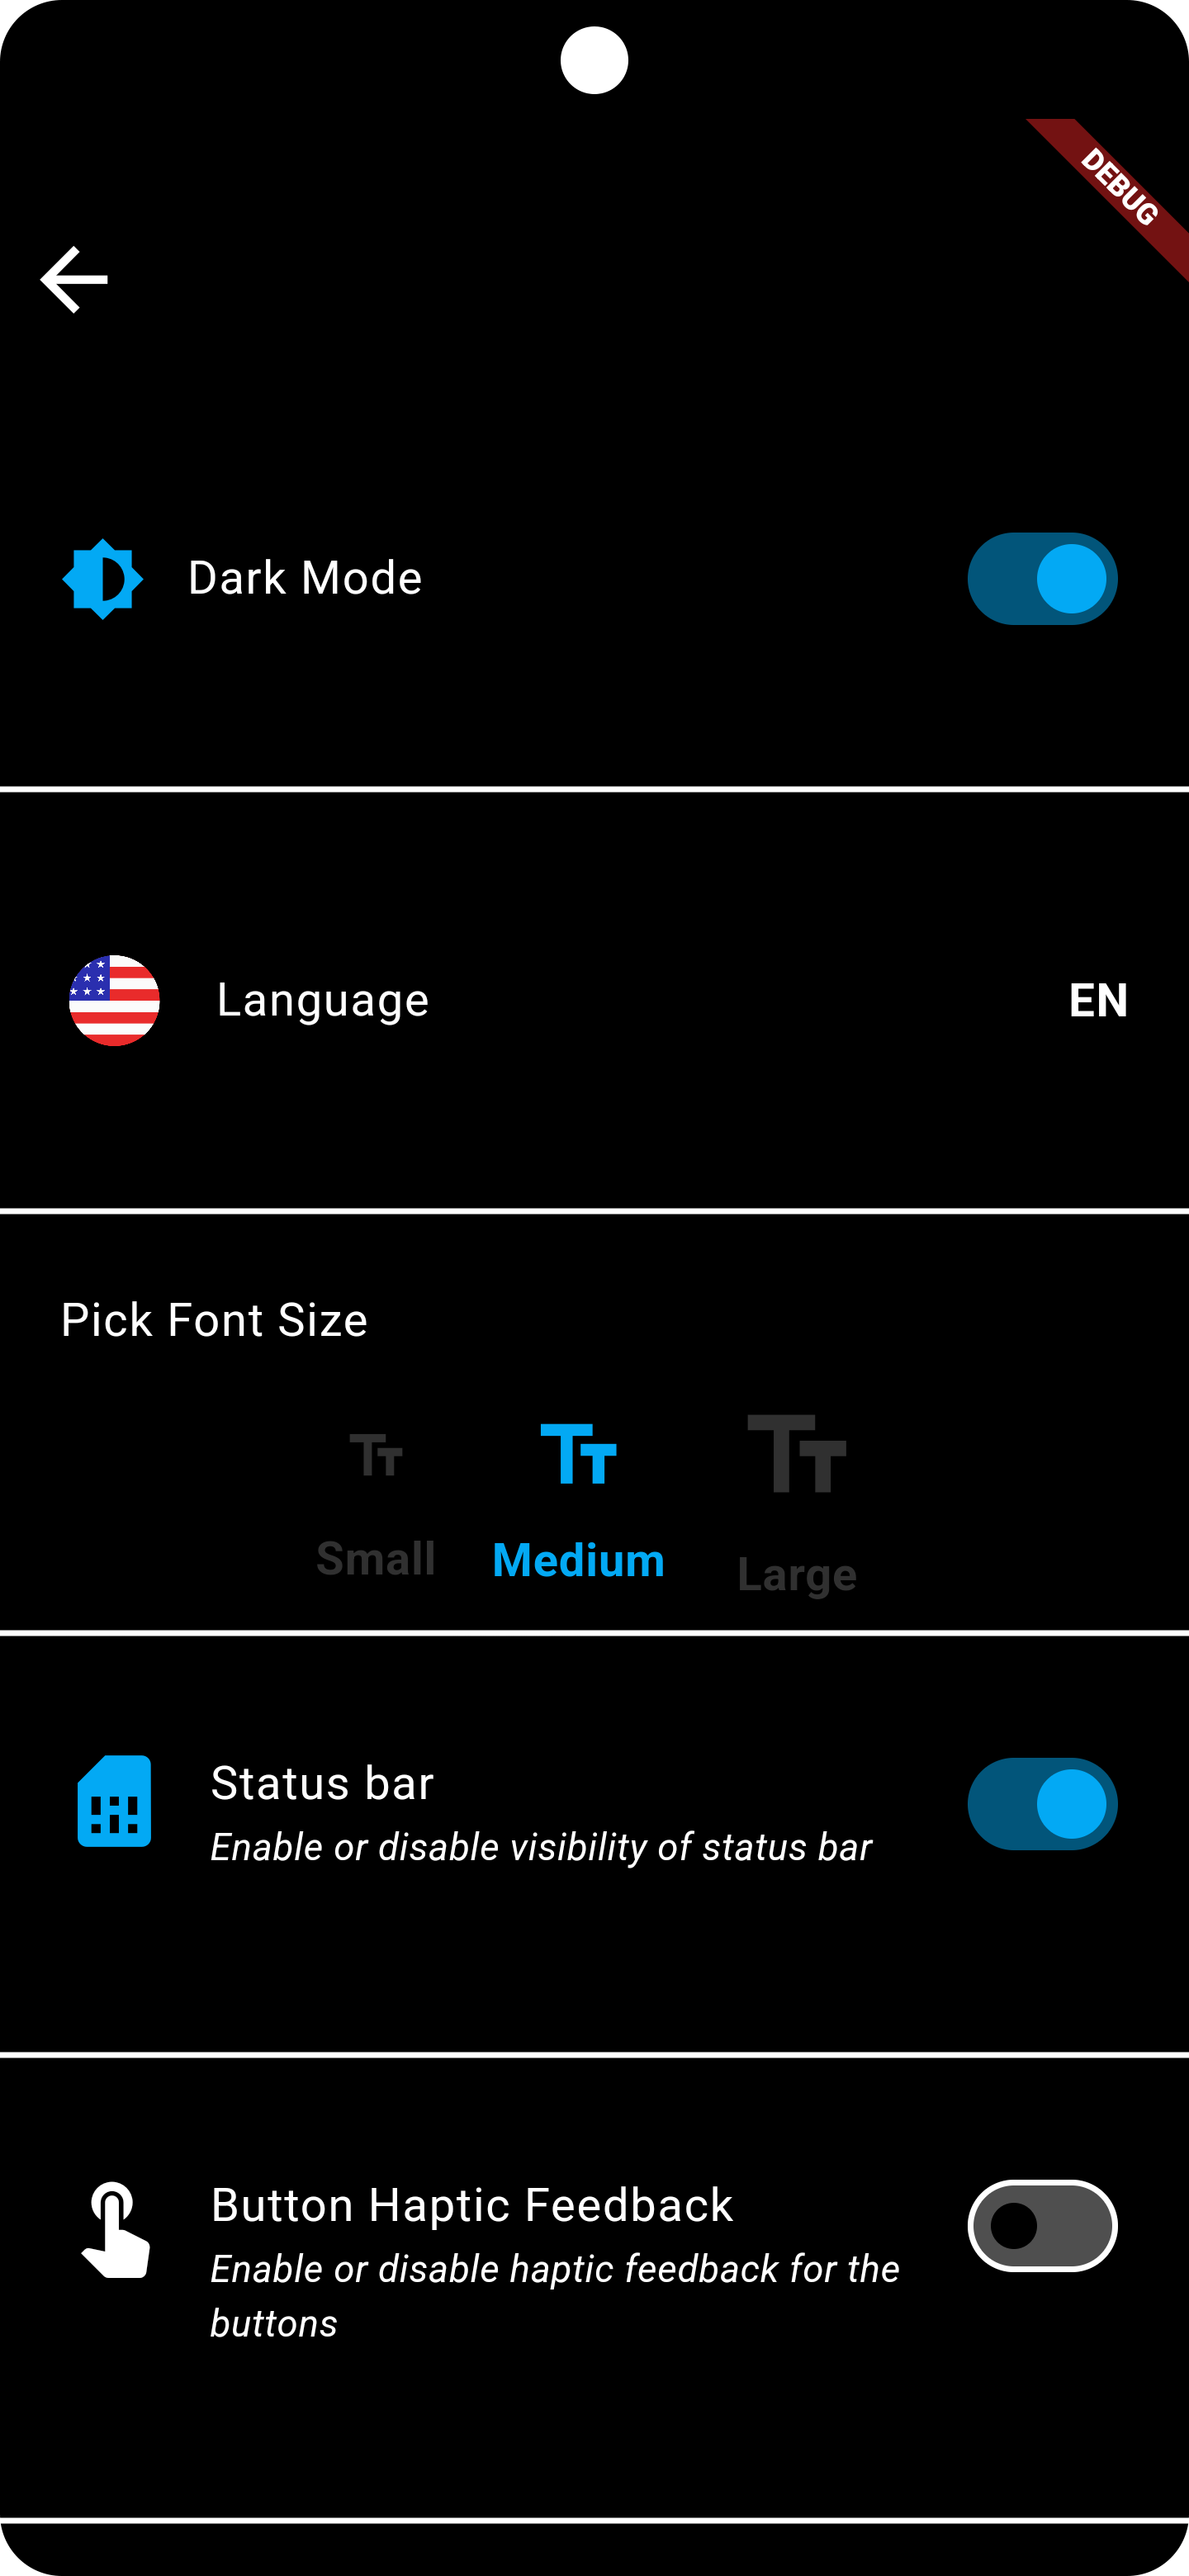 DEBUG
Dark Mode
Language
EN
Pick Font Size
Small
Medium
Large
Status bar
Enable or disable visibility of status bar
Button Haptic Feedback
Enable or disable haptic feedback for the
buttons